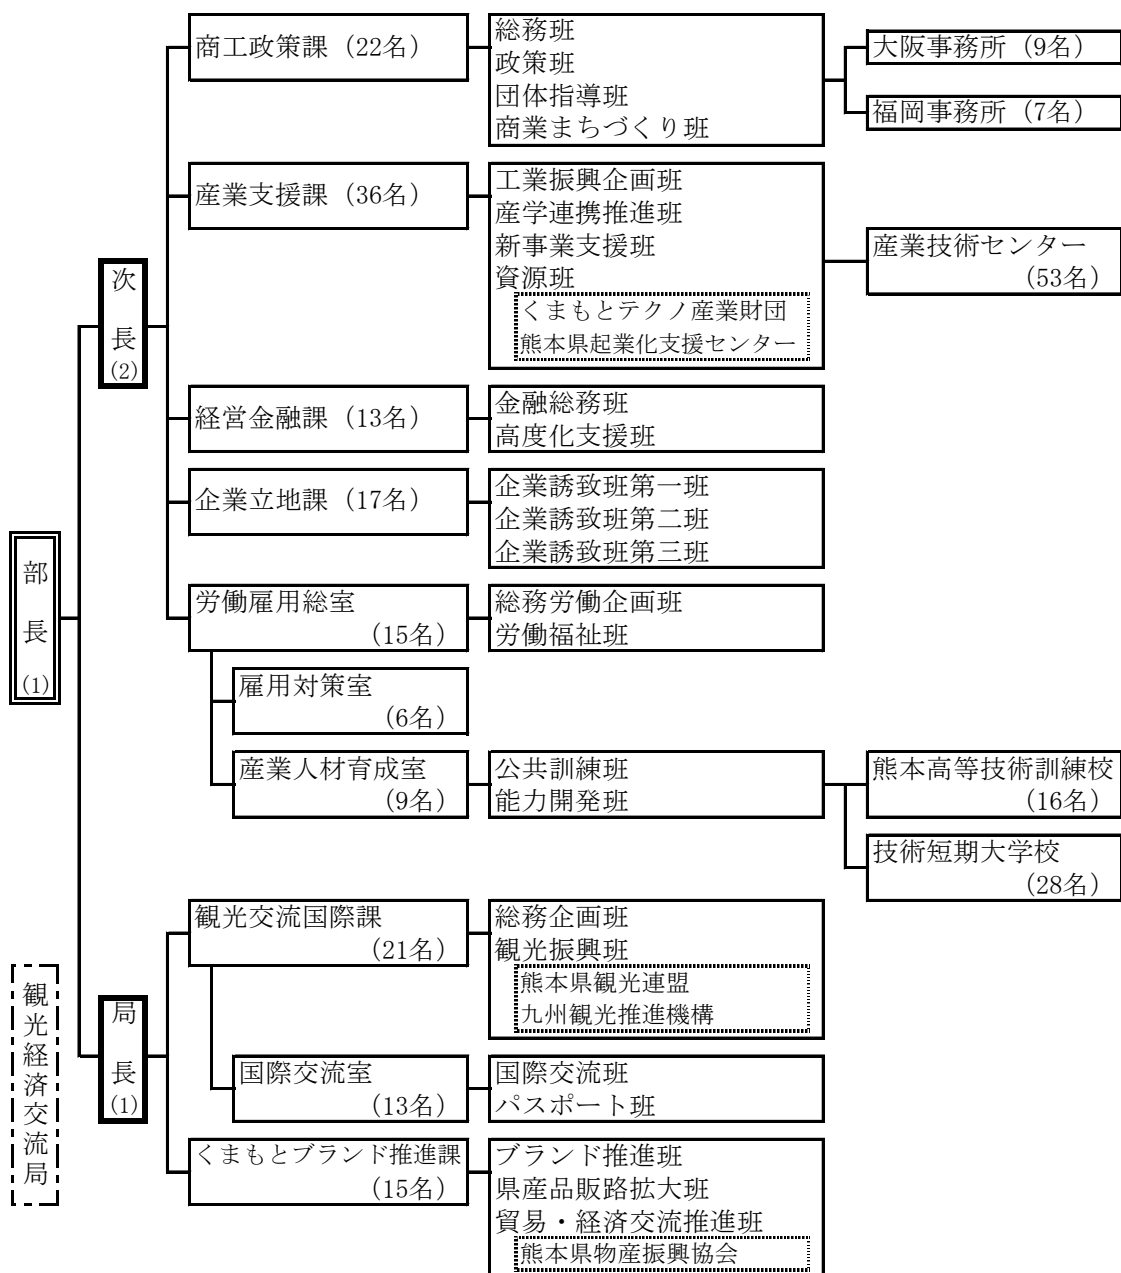 部長
(1)
次長
(2)
商工政策課（22名）
総務班
政策班
団体指導班
商業まちづくり班
大阪事務所（9名）
福岡事務所（7名）
産業支援課（36名）
工業振興企画班
産学連携推進班
新事業支援班
資源班
くまもとテクノ産業財団
熊本県起業化支援センター
産業技術センター
（53名）
経営金融課（13名）
金融総務班
高度化支援班
企業立地課（17名）
企業誘致班第一班
企業誘致班第二班
企業誘致班第三班
労働雇用総室
（15名）
総務労働企画班
労働福祉班
雇用対策室
（6名）
産業人材育成室
（9名）
公共訓練班
能力開発班
熊本高等技術訓練校
（16名）
技術短期大学校
（28名）
観光経済交流局
局長
(1)
観光交流国際課
（21名）
総務企画班
観光振興班
熊本県観光連盟
九州観光推進機構
国際交流室
（13名）
国際交流班
パスポート班
くまもとブランド推進課
（15名）
ブランド推進班
県産品販路拡大班
貿易・経済交流推進班
熊本県物産振興協会